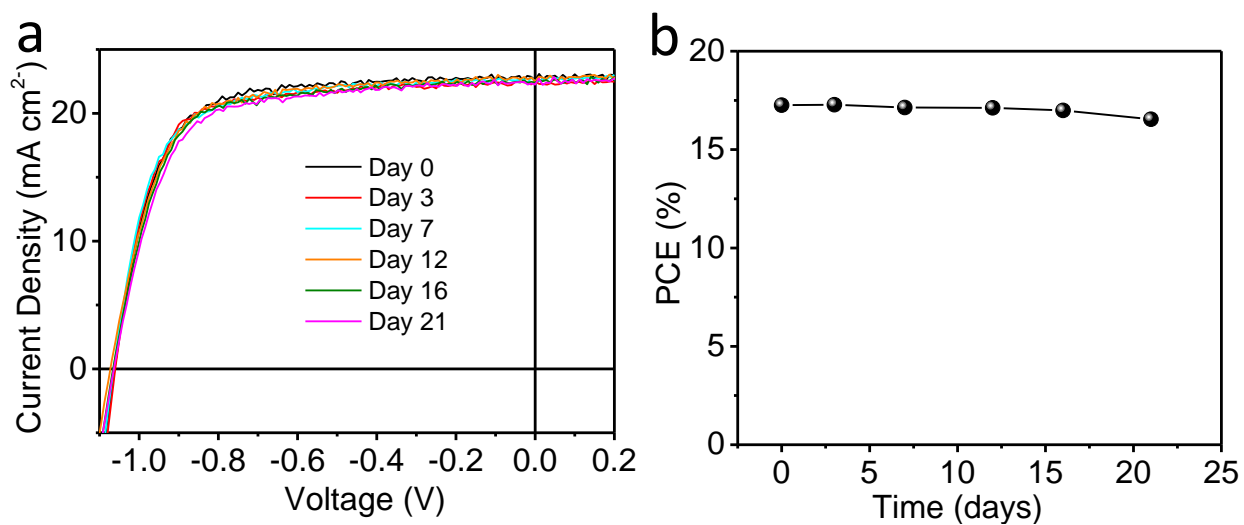 a
Current Density (mA cm²⁻)
20
10
0
Day 0
Day 3
Day 7
Day 12
Day 16
Day 21
-1.0 -0.8 -0.6 -0.4 -0.2 0.0 0.2
Voltage (V)
b
PCE (%)
20
15
10
5
0
0 5 10 15 20 25
Time (days)